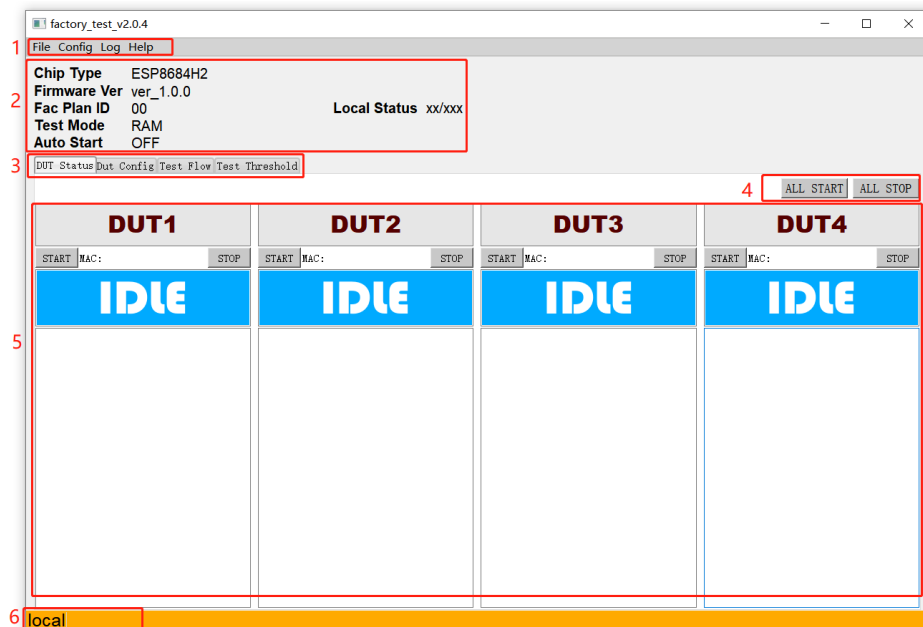 factory_test_v2.0.4
1 File Config Log Help
2
Chip Type ESP8684H2
Firmware Ver ver_1.0.0
Fac Plan ID 00 Local Status xx/xxx
Test Mode RAM
Auto Start OFF
3 DUT Status Dut Config Test Flow Test Threshold
4 ALL START ALL STOP
DUT1 DUT2 DUT3 DUT4
START MAC: STOP START MAC: STOP START MAC: STOP START MAC: STOP
IDLE IDLE IDLE IDLE
5
6 local